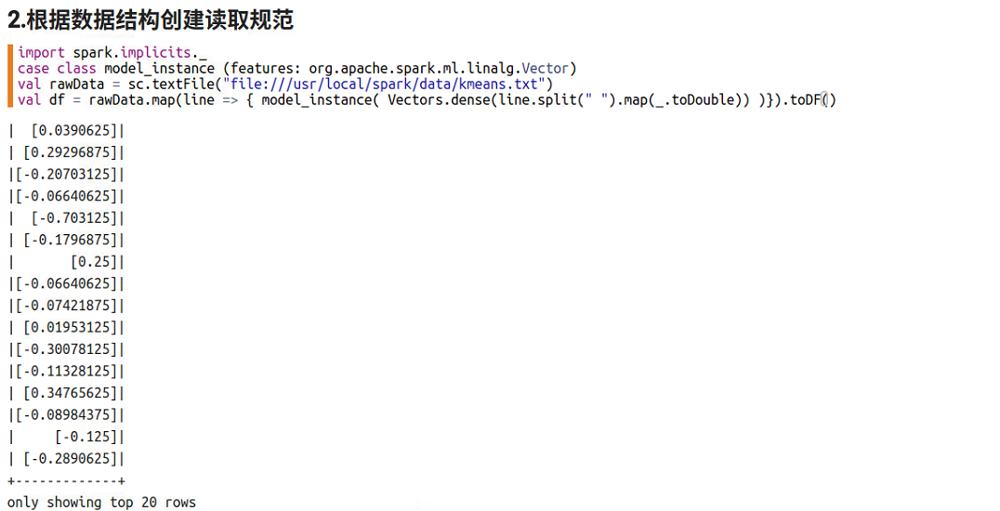 2.根据数据结构创建读取规范
import spark.implicits._
case class model_instance (features: org.apache.spark.ml.linalg.Vector)
val rawData = sc.textFile("file:///usr/local/spark/data/kmeans.txt")
val df = rawData.map(line => { model_instance( Vectors.dense(line.split(" ").map(_.toDouble)) )}).toDF()
|  [0.0390625]|
| [0.29296875]|
|[-0.20703125]|
|[-0.06640625]|
|  [-0.703125]|
| [-0.1796875]|
|       [0.25]|
|[-0.06640625]|
|[-0.07421875]|
| [0.01953125]|
|[-0.30078125]|
|[-0.11328125]|
| [0.34765625]|
|[-0.08984375]|
|     [-0.125]|
| [-0.2890625]|
+-------------+
only showing top 20 rows